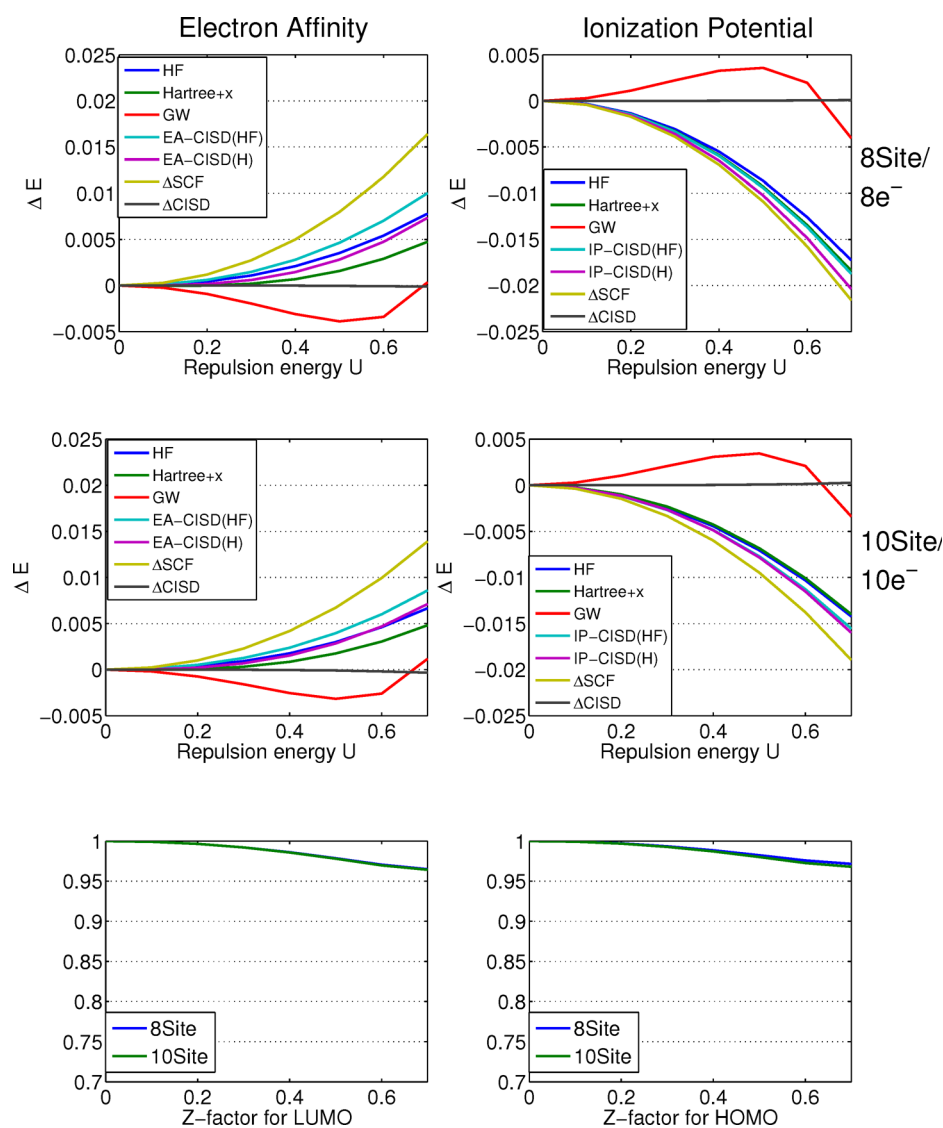 Electron Affinity
Ionization Potential
0.025
0.02
0.015
0.01
0.005
0
−0.005
Δ E
HF
Hartree+x
GW
EA−CISD(HF)
EA−CISD(H)
ΔSCF
ΔCISD
0
0.2
0.4
0.6
Repulsion energy U
0.005
0
−0.005
−0.01
−0.015
−0.02
−0.025
Δ E
HF
Hartree+x
GW
IP−CISD(HF)
IP−CISD(H)
ΔSCF
ΔCISD
0
0.2
0.4
0.6
Repulsion energy U
8Site/
8e−
0.025
0.02
0.015
0.01
0.005
0
−0.005
Δ E
HF
Hartree+x
GW
EA−CISD(HF)
EA−CISD(H)
ΔSCF
ΔCISD
0
0.2
0.4
0.6
Repulsion energy U
0.005
0
−0.005
−0.01
−0.015
−0.02
−0.025
Δ E
HF
Hartree+x
GW
IP−CISD(HF)
IP−CISD(H)
ΔSCF
ΔCISD
0
0.2
0.4
0.6
Repulsion energy U
10Site/
10e−
1
0.95
0.9
0.85
0.8
0.75
0.7
8Site
10Site
0
0.2
0.4
0.6
Z−factor for LUMO
1
0.95
0.9
0.85
0.8
0.75
0.7
8Site
10Site
0
0.2
0.4
0.6
Z−factor for HOMO